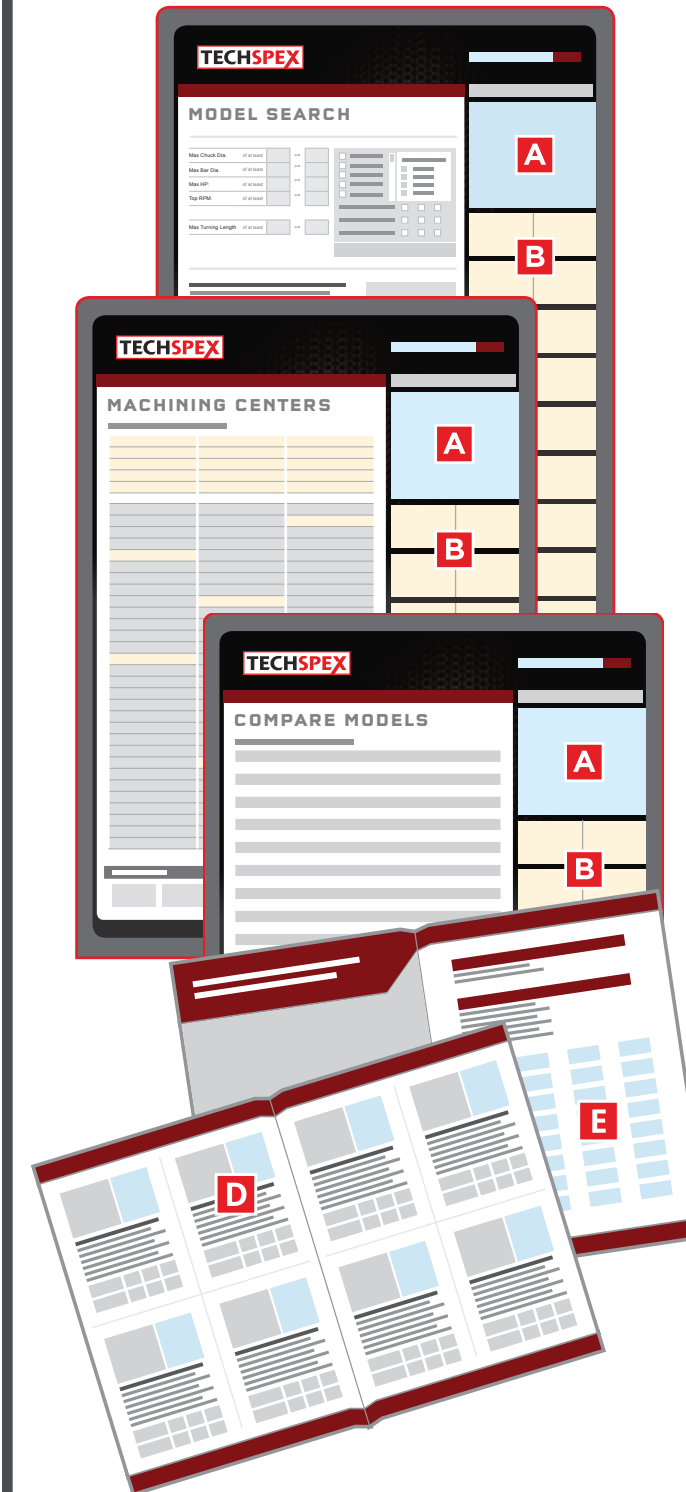 TECHSPEX
MODEL SEARCH
A
Max Chuck Dia. of at least
Max Bar Dia. of at least
Max HP: of at least
Top RPM: of at least
Max Turning Length of at least
B
TECHSPEX
MACHINING CENTERS
A
B
TECHSPEX
COMPARE MODELS
A
B
E
D